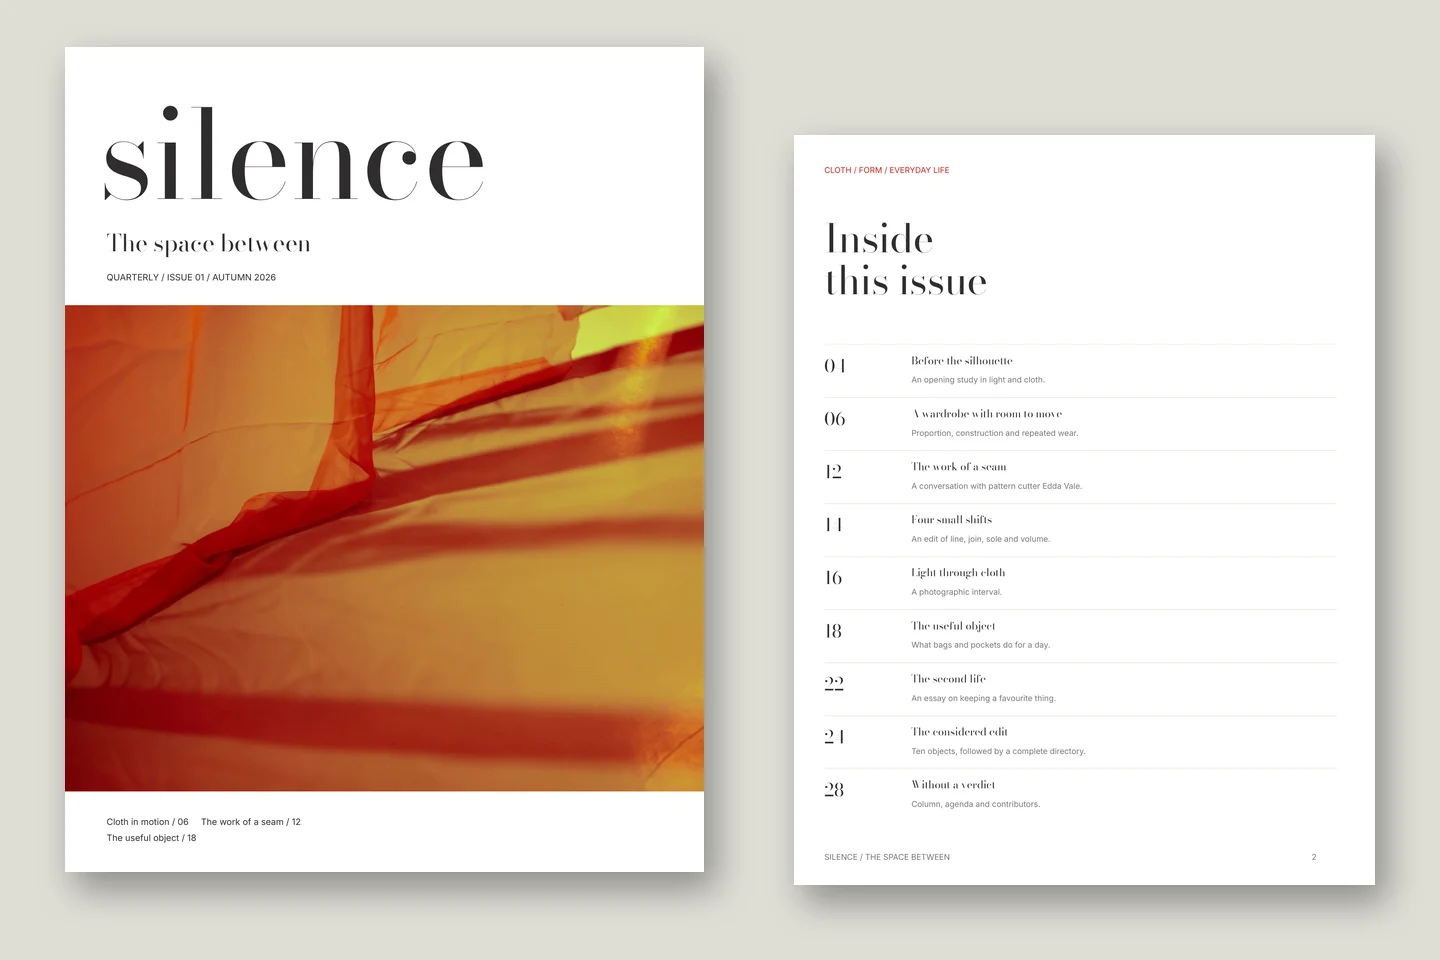 silence
The space between
QUARTERLY / ISSUE 01 / AUTUMN 2026
Cloth in motion / 06 The work of a seam / 12
The useful object / 18
CLOTH / FORM / EVERYDAY LIFE
Inside
this issue
04 Before the silhouette
An opening study in light and cloth.
06 A wardrobe with room to move
Proportion, construction and repeated wear.
12 The work of a seam
A conversation with pattern cutter Edda Vale.
14 Four small shifts
An edit of line, join, sole and volume.
16 Light through cloth
A photographic interval.
18 The useful object
What bags and pockets do for a day.
22 The second life
An essay on keeping a favourite thing.
24 The considered edit
Ten objects, followed by a complete directory.
28 Without a verdict
Column, agenda and contributors.
SILENCE / THE SPACE BETWEEN 2